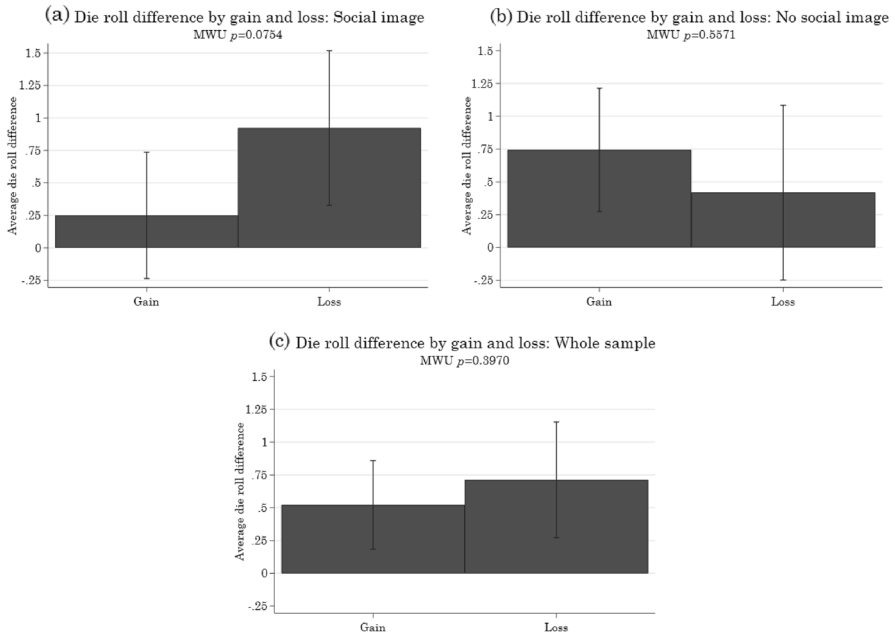 (a) Die roll difference by gain and loss: Social image
MWU p=0.0754
Average die roll difference
1.5
1.25
1
.75
.5
.25
0
-.25
Gain
Loss
(b) Die roll difference by gain and loss: No social image
MWU p=0.5571
Average die roll difference
1.5
1.25
1
.75
.5
.25
0
-.25
Gain
Loss
(c) Die roll difference by gain and loss: Whole sample
MWU p=0.3970
Average die roll difference
1.5
1.25
1
.75
.5
.25
0
-.25
Gain
Loss